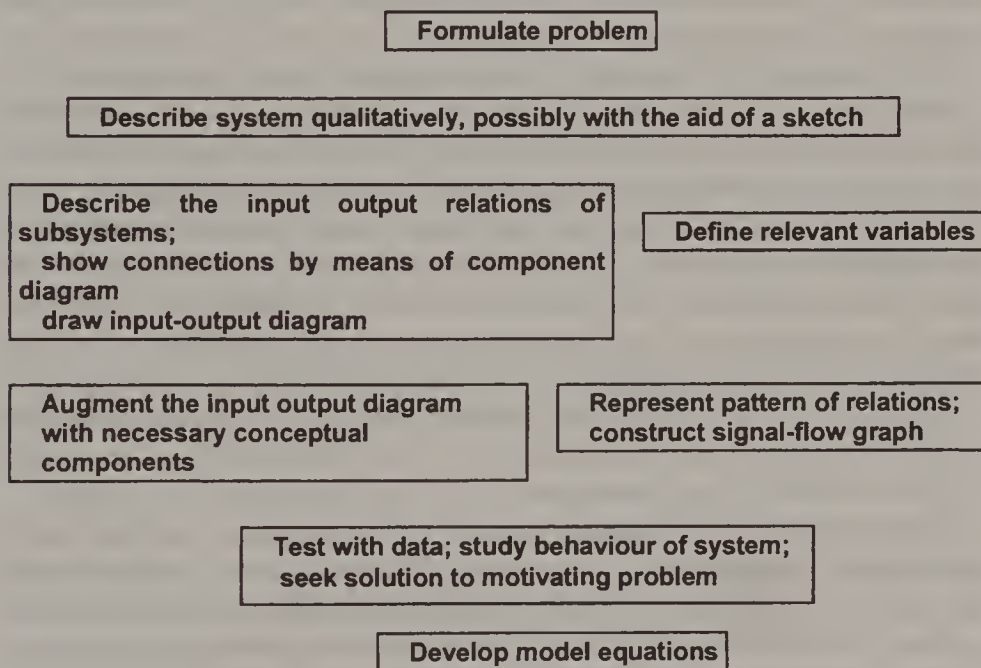 Formulate problem
Describe system qualitatively, possibly with the aid of a sketch
Describe the input output relations of
subsystems;
show connections by means of component
diagram
draw input-output diagram
Define relevant variables
Augment the input output diagram
with necessary conceptual
components
Represent pattern of relations;
construct signal-flow graph
Test with data; study behaviour of system;
seek solution to motivating problem
Develop model equations